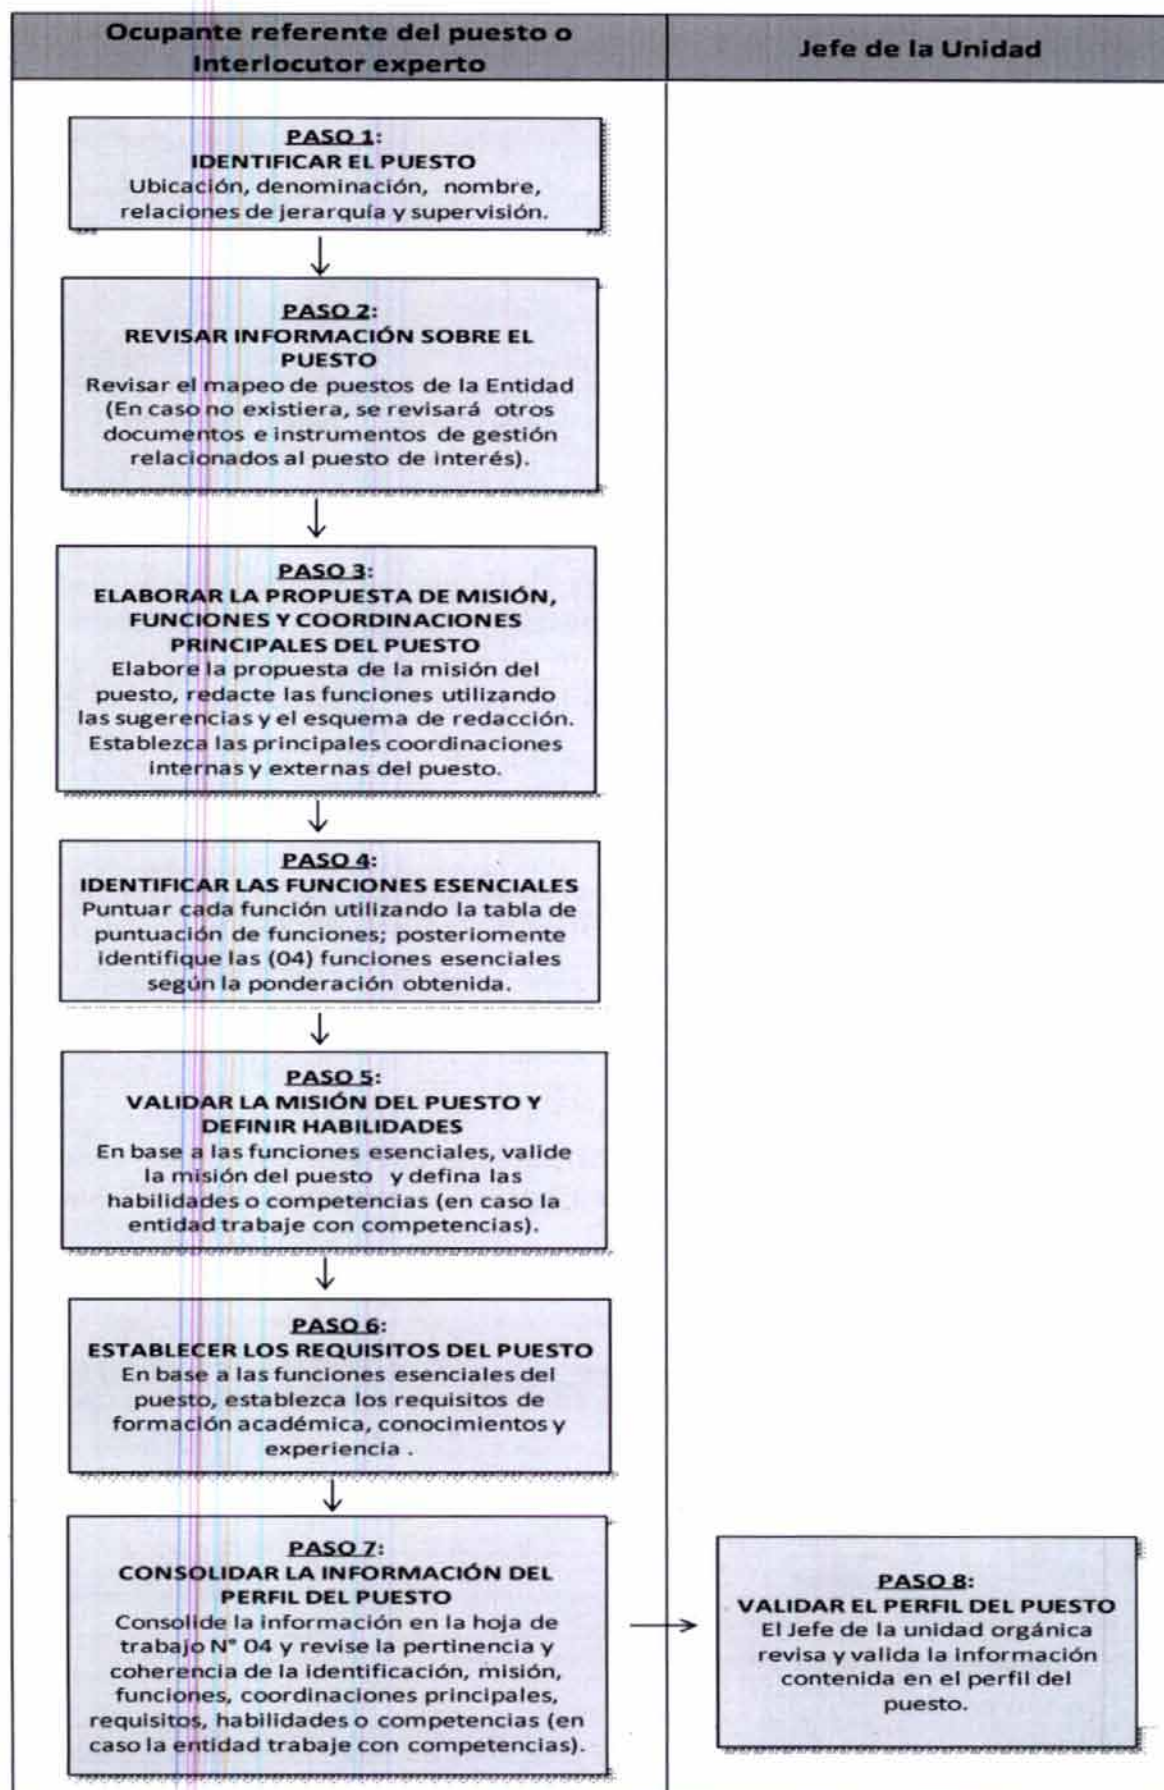 Ocupante referente del puesto o
Interlocutor experto
Jefe de la Unidad
PASO 1:
IDENTIFICAR EL PUESTO
Ubicación, denominación, nombre,
relaciones de jerarquía y supervisión.
PASO 2:
REVISAR INFORMACIÓN SOBRE EL
PUESTO
Revisar el mapeo de puestos de la Entidad
(En caso no existiera, se revisará otros
documentos e instrumentos de gestión
relacionados al puesto de interés).
PASO 3:
ELABORAR LA PROPUESTA DE MISIÓN,
FUNCIONES Y COORDINACIONES
PRINCIPALES DEL PUESTO
Elabore la propuesta de la misión del
puesto, redacte las funciones utilizando
las sugerencias y el esquema de redacción.
Establezca las principales coordinaciones
internas y externas del puesto.
PASO 4:
IDENTIFICAR LAS FUNCIONES ESENCIALES
Puntuar cada función utilizando la tabla de
puntuación de funciones; posteriomente
identifique las (04) funciones esenciales
según la ponderación obtenida.
PASO 5:
VALIDAR LA MISIÓN DEL PUESTO Y
DEFINIR HABILIDADES
En base a las funciones esenciales, valide
la misión del puesto y defina las
habilidades o competencias (en caso la
entidad trabaje con competencias).
PASO 6:
ESTABLECER LOS REQUISITOS DEL PUESTO
En base a las funciones esenciales del
puesto, establezca los requisitos de
formación académica, conocimientos y
experiencia .
PASO 7:
CONSOLIDAR LA INFORMACIÓN DEL
PERFIL DEL PUESTO
Consolide la información en la hoja de
trabajo N° 04 y revise la pertinencia y
coherencia de la identificación, misión,
funciones, coordinaciones principales,
requisitos, habilidades o competencias (en
caso la entidad trabaje con competencias).
PASO 8:
VALIDAR EL PERFIL DEL PUESTO
El Jefe de la unidad orgánica
revisa y valida la información
contenida en el perfil del
puesto.